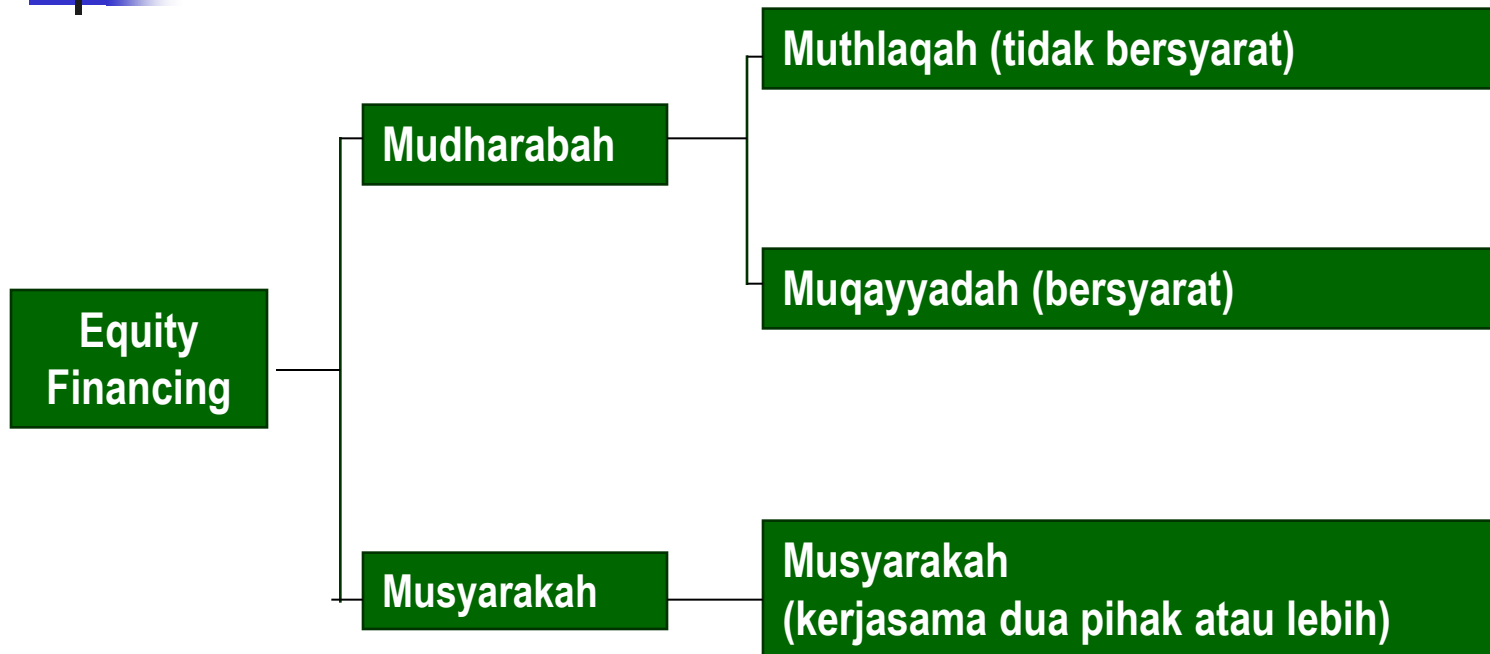 Equity
Financing
Mudharabah
Muthlaqah (tidak bersyarat)
Muqayyadah (bersyarat)
Musyarakah
Musyarakah
(kerjasama dua pihak atau lebih)